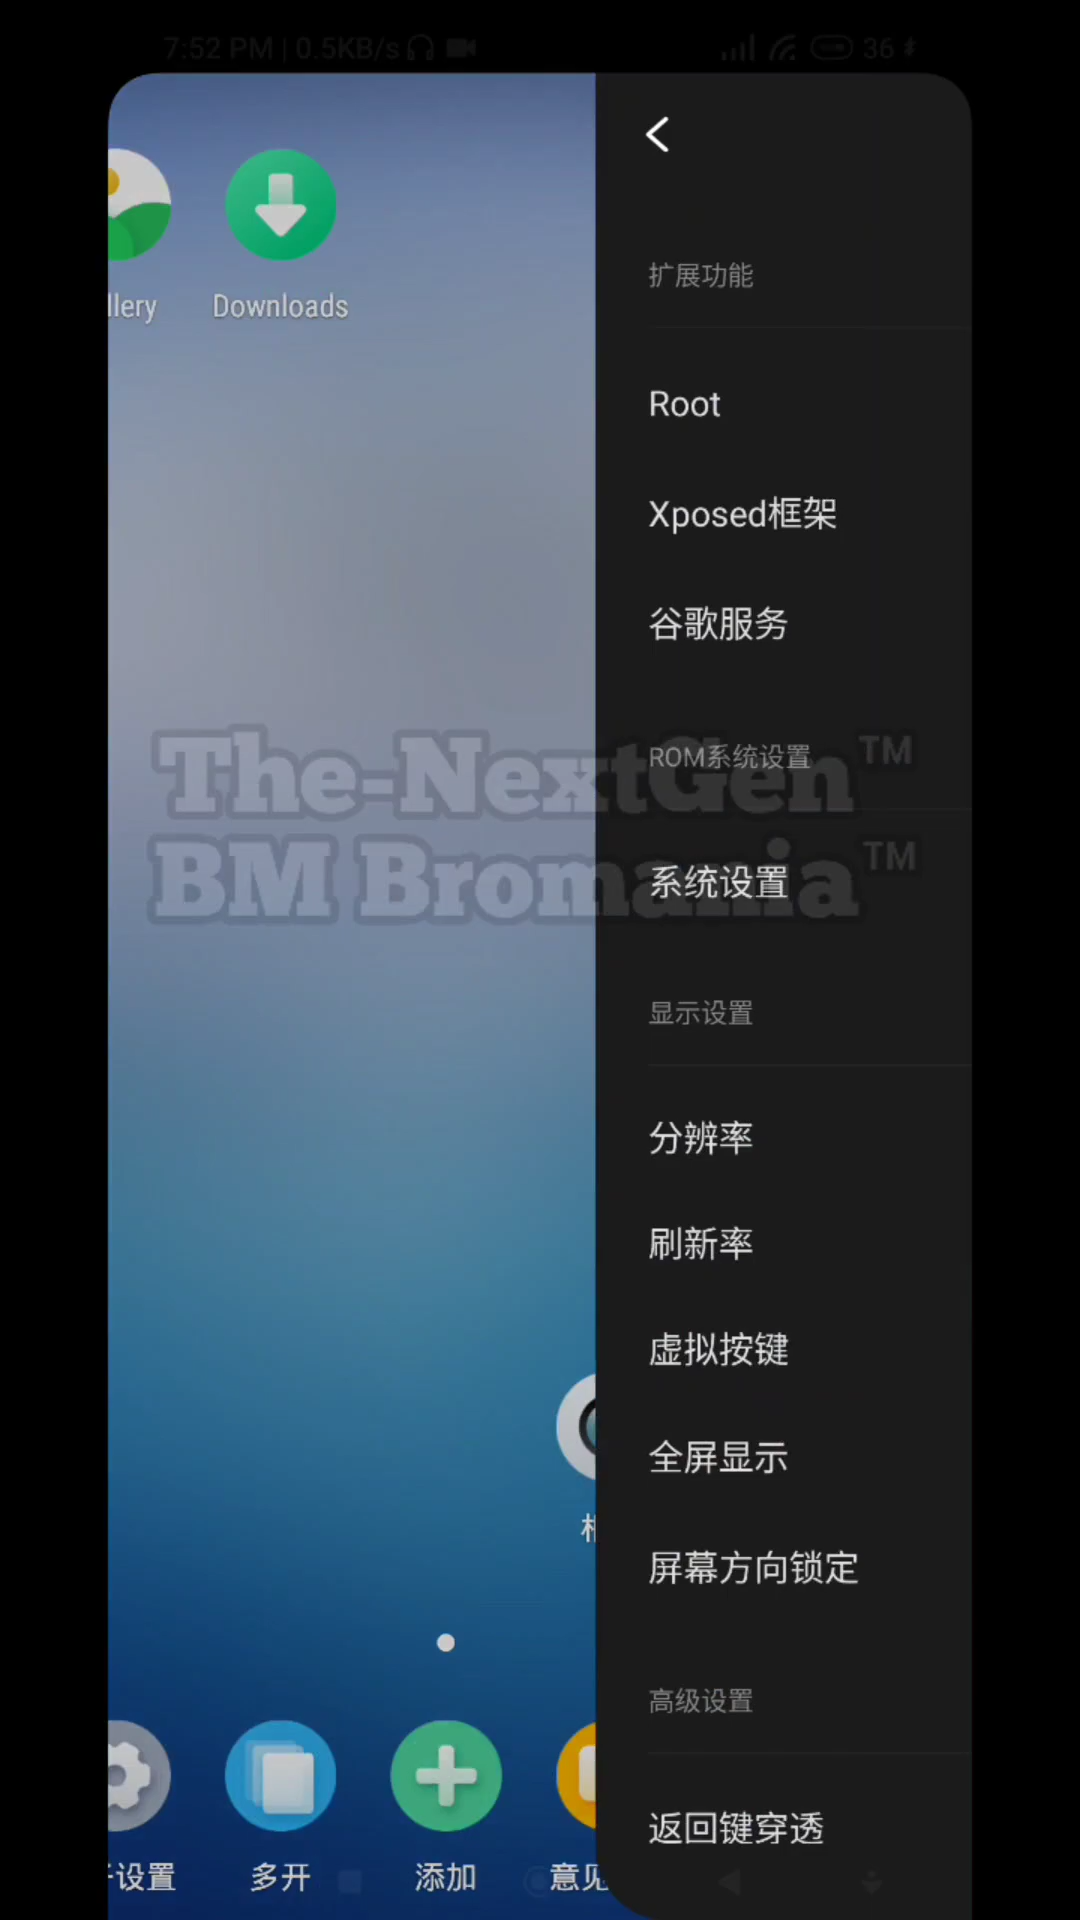 7:52 PM | 0.5KB/s
36
llery
Downloads
扩展功能
Root
Xposed框架
谷歌服务
ROM系统设置
The-NextGen™
BM Bromania™
系统设置
显示设置
分辨率
刷新率
虚拟按键
全屏显示
屏幕方向锁定
高级设置
返回键穿透
设置
多开
添加
意见